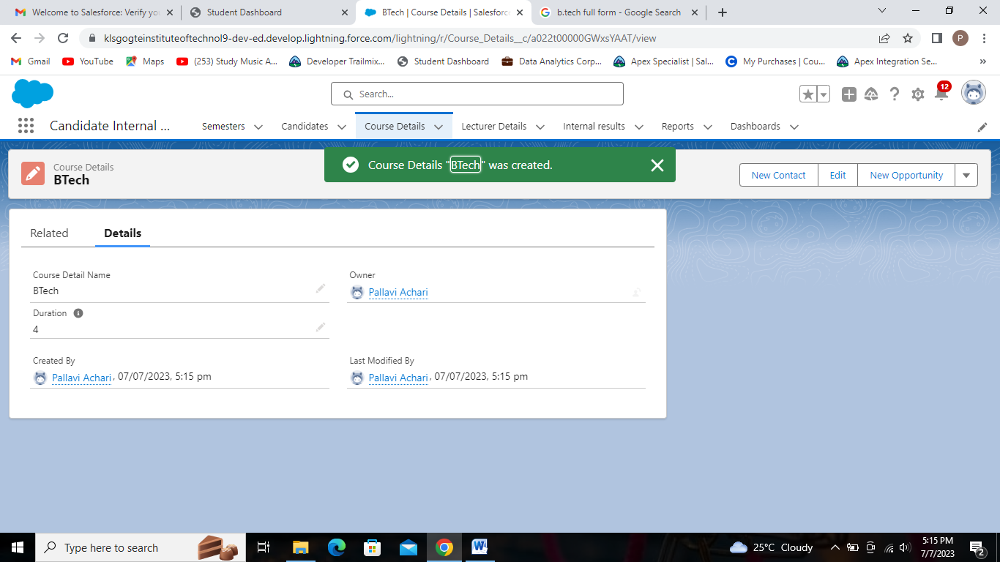 Welcome to Salesforce: Verify yo
Student Dashboard
BTech | Course Details | Salesforc
b.tech full form - Google Search
klsgogteinstituteoftechnol9-dev-ed.develop.lightning.force.com/lightning/r/Course_Details__c/a022t00000GWxsYAAT/view
P
Gmail
YouTube
Maps
(253) Study Music A...
Developer Trailmix...
Student Dashboard
Data Analytics Corp...
Apex Specialist | Sal...
My Purchases | Cou...
Apex Integration Se...
»
Search...
12
Candidate Internal ...
Semesters
Candidates
Course Details
Lecturer Details
Internal results
Reports
Dashboards
Course Details
BTech
Course Details "BTech" was created.
New Contact
Edit
New Opportunity
Related
Details
Course Detail Name
BTech
Owner
Pallavi Achari
Duration
4
Created By
Pallavi Achari, 07/07/2023, 5:15 pm
Last Modified By
Pallavi Achari, 07/07/2023, 5:15 pm
Type here to search
25°C Cloudy
5:15 PM
7/7/2023
2